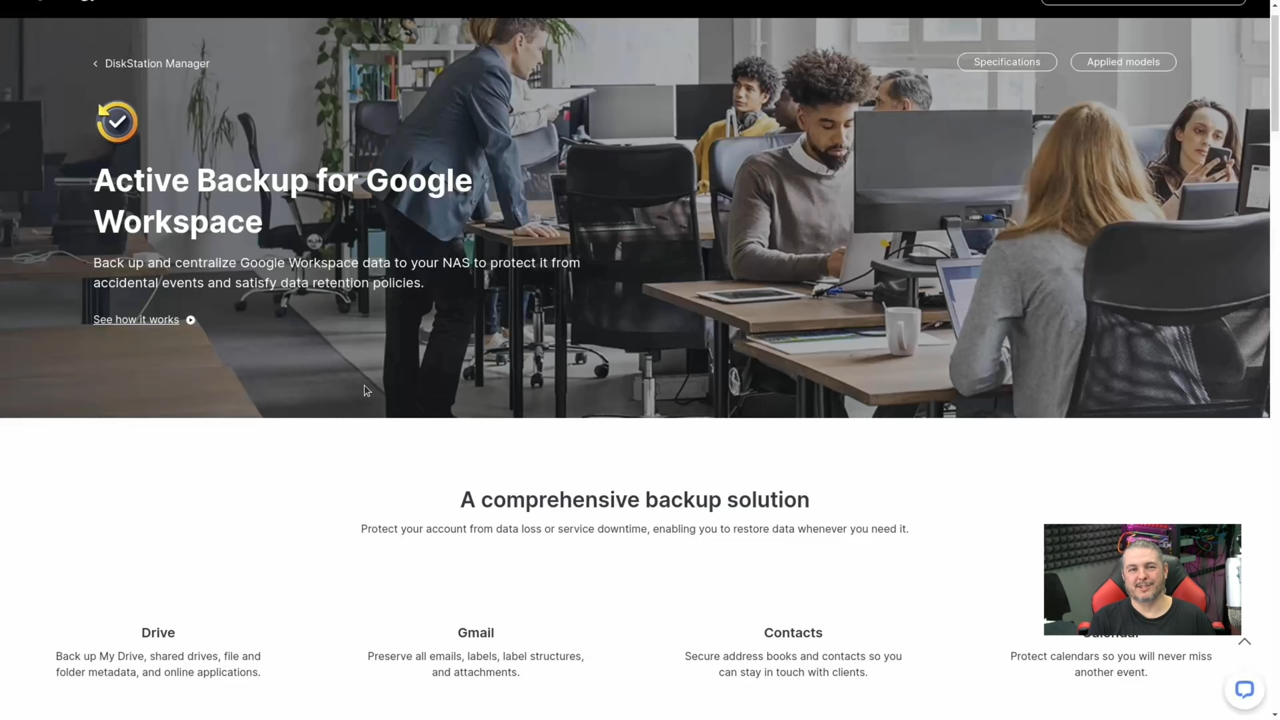 DiskStation Manager
Specifications
Applied models
Active Backup for Google
Workspace
Back up and centralize Google Workspace data to your NAS to protect it from
accidental events and satisfy data retention policies.
See how it works
A comprehensive backup solution
Protect your account from data loss or service downtime, enabling you to restore data whenever you need it.
Drive
Back up My Drive, shared drives, file and
folder metadata, and online applications.
Gmail
Preserve all emails, labels, label structures,
and attachments.
Contacts
Secure address books and contacts so you
can stay in touch with clients.
Calendar
Protect calendars so you will never miss
another event.